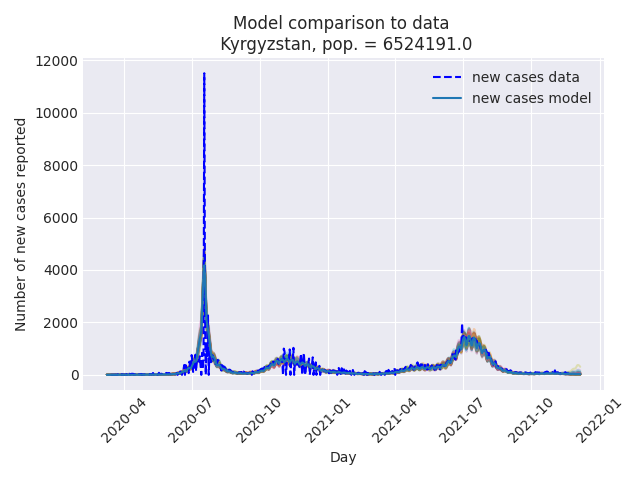 Model comparison to data
Kyrgyzstan, pop. = 6524191.0
new cases data
new cases model
Number of new cases reported
12000
10000
8000
6000
4000
2000
0
2020-04
2020-07
2020-10
2021-01
2021-04
2021-07
2021-10
2022-01
Day